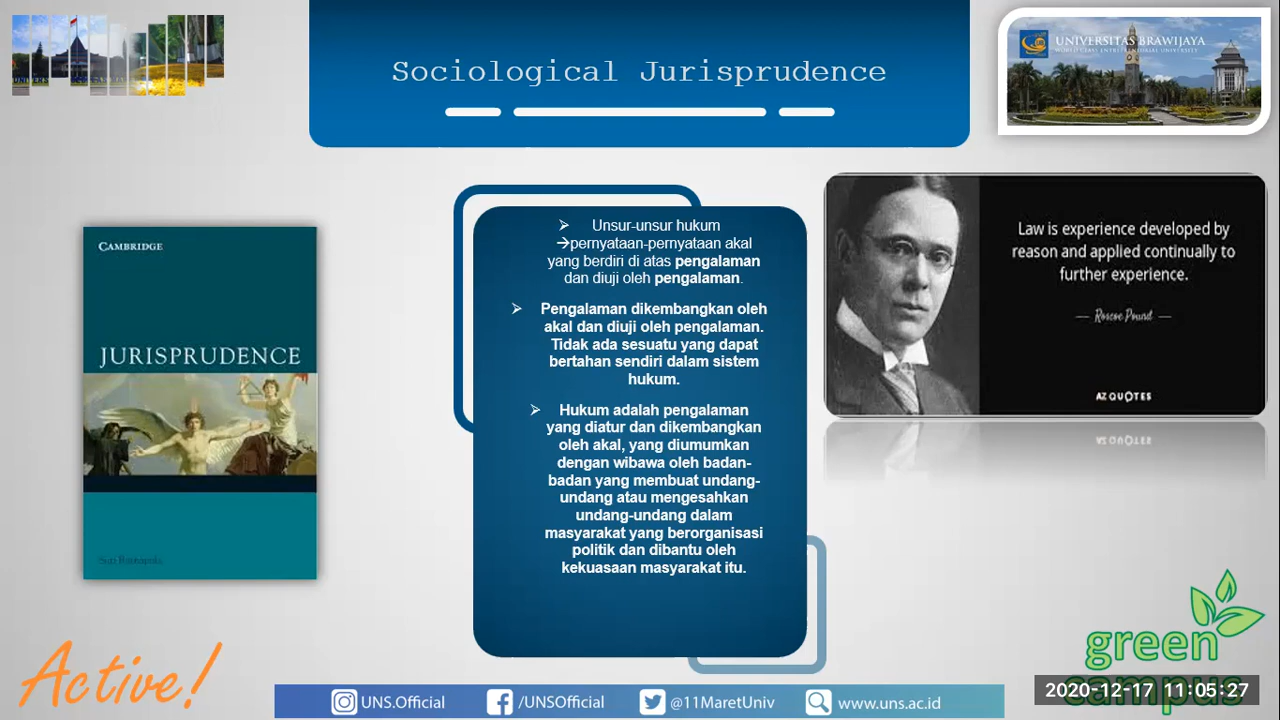 Sociological Jurisprudence
UNIVERSITAS BRAWIJAYA
WORLD CLASS ENTREPRENEURIAL UNIVERSITY
CAMBRIDGE
JURISPRUDENCE
➢ Unsur-unsur hukum
→pernyataan-pernyataan akal
yang berdiri di atas pengalaman
dan diuji oleh pengalaman.
➢ Pengalaman dikembangkan oleh
akal dan diuji oleh pengalaman.
Tidak ada sesuatu yang dapat
bertahan sendiri dalam sistem
hukum.
➢ Hukum adalah pengalaman
yang diatur dan dikembangkan
oleh akal, yang diumumkan
dengan wibawa oleh badan-
badan yang membuat undang-
undang atau mengesahkan
undang-undang dalam
masyarakat yang berorganisasi
politik dan dibantu oleh
kekuasaan masyarakat itu.
Law is experience developed by
reason and applied continually to
further experience.
— Roscoe Pound —
AZ QUOTES
Active!
UNS.Official
/UNSOfficial
@11MaretUniv
www.uns.ac.id
green
campus
2020-12-17 11:05:27